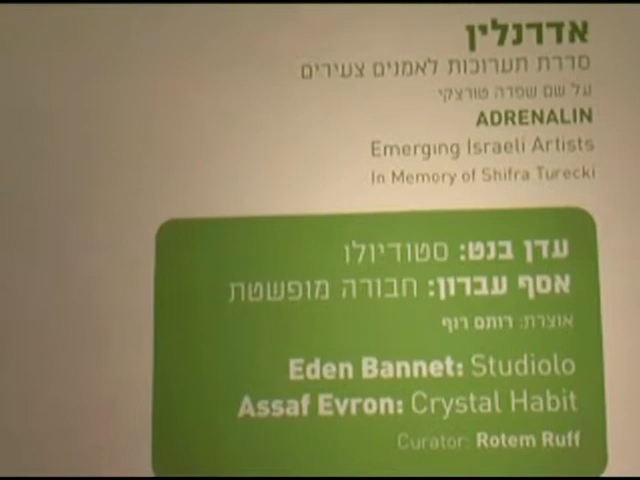 אדרנלין
סדרת תערוכות לאמנים צעירים
על שם שפרה טורצקי
ADRENALIN
Emerging Israeli Artists
In Memory of Shifra Turecki
עדן בנט: סטודיולו
אסף עברון: חבורה מופשטת
אוצרת: רותם רוף
Eden Bannet: Studiolo
Assaf Evron: Crystal Habit
Curator: Rotem Ruff